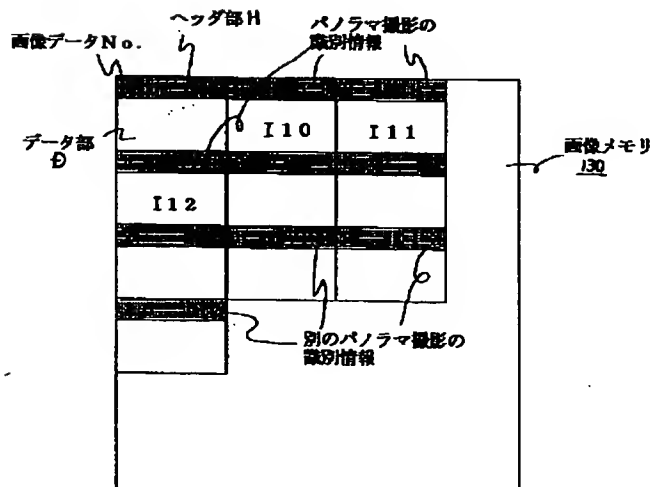 ヘッダ部H
パノラマ撮影の
識別情報
画像データNo.
データ部
D
I10
I11
画像メモリ
130
I12
別のパノラマ撮影の
識別情報